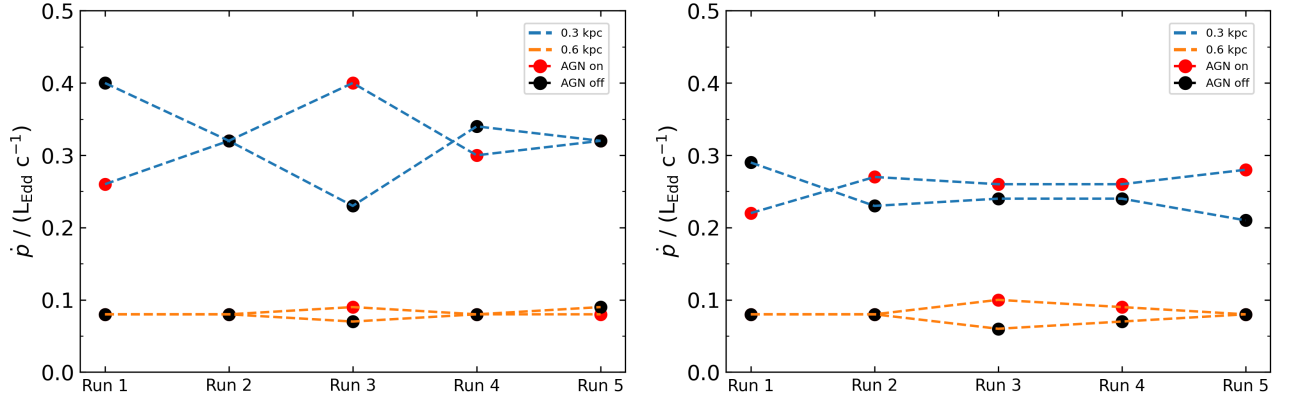 0.5
0.4
0.3
0.2
0.1
0.0
ṗ / (L_Edd c⁻¹)
0.3 kpc
0.6 kpc
AGN on
AGN off
Run 1 Run 2 Run 3 Run 4 Run 5
0.5
0.4
0.3
0.2
0.1
0.0
ṗ / (L_Edd c⁻¹)
0.3 kpc
0.6 kpc
AGN on
AGN off
Run 1 Run 2 Run 3 Run 4 Run 5